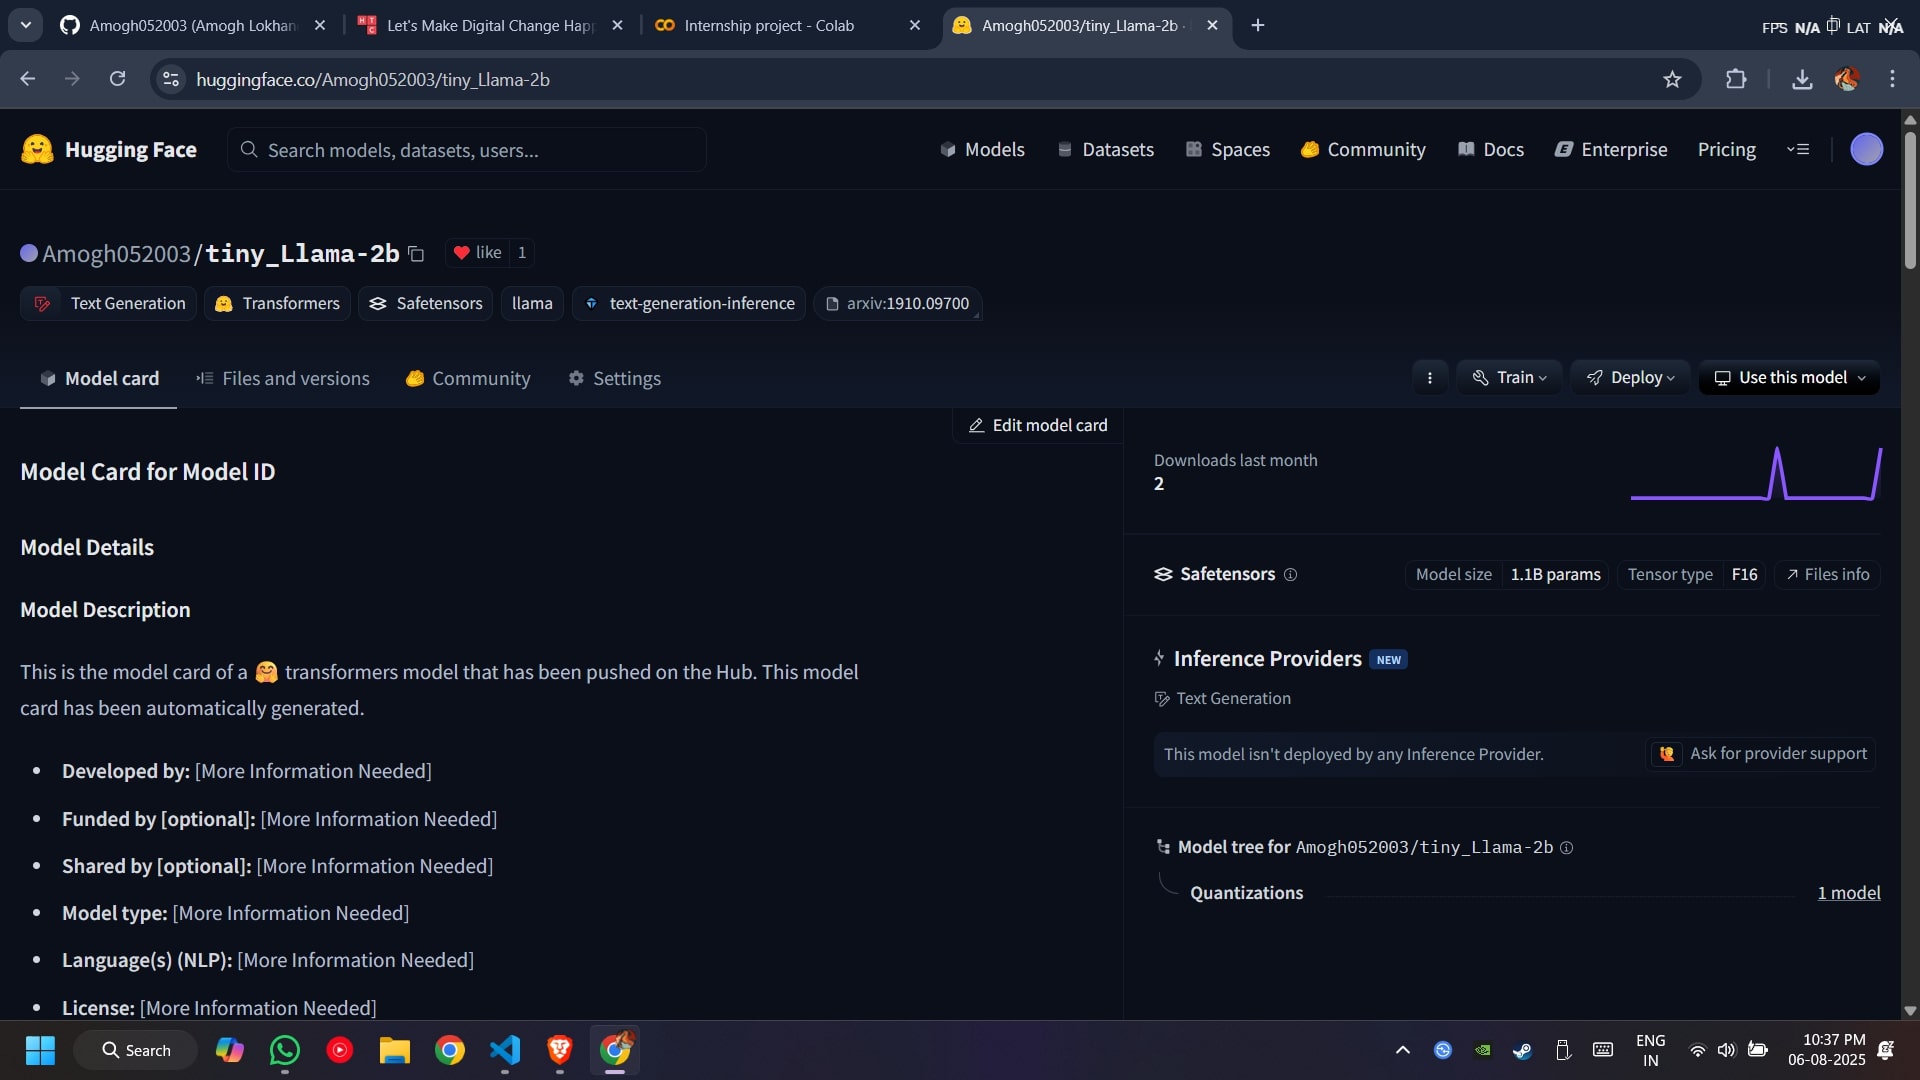 Amogh052003 (Amogh Lokhan
Let's Make Digital Change Happ
Internship project - Colab
Amogh052003/tiny_Llama-2b ·
FPS N/A LAT N/A
huggingface.co/Amogh052003/tiny_Llama-2b
Hugging Face
Search models, datasets, users...
Models
Datasets
Spaces
Community
Docs
Enterprise
Pricing
Amogh052003/tiny_Llama-2b
like 1
Text Generation
Transformers
Safetensors
llama
text-generation-inference
arxiv:1910.09700
Model card
Files and versions
Community
Settings
Train
Deploy
Use this model
Edit model card
Model Card for Model ID
Model Details
Model Description
This is the model card of a 🤗 transformers model that has been pushed on the Hub. This model
card has been automatically generated.
• Developed by: [More Information Needed]
• Funded by [optional]: [More Information Needed]
• Shared by [optional]: [More Information Needed]
• Model type: [More Information Needed]
• Language(s) (NLP): [More Information Needed]
• License: [More Information Needed]
Downloads last month
2
Safetensors
Model size 1.1B params
Tensor type F16
Files info
Inference Providers NEW
Text Generation
This model isn't deployed by any Inference Provider.
Ask for provider support
Model tree for Amogh052003/tiny_Llama-2b
Quantizations
1 model
Search
ENG
IN
10:37 PM
06-08-2025